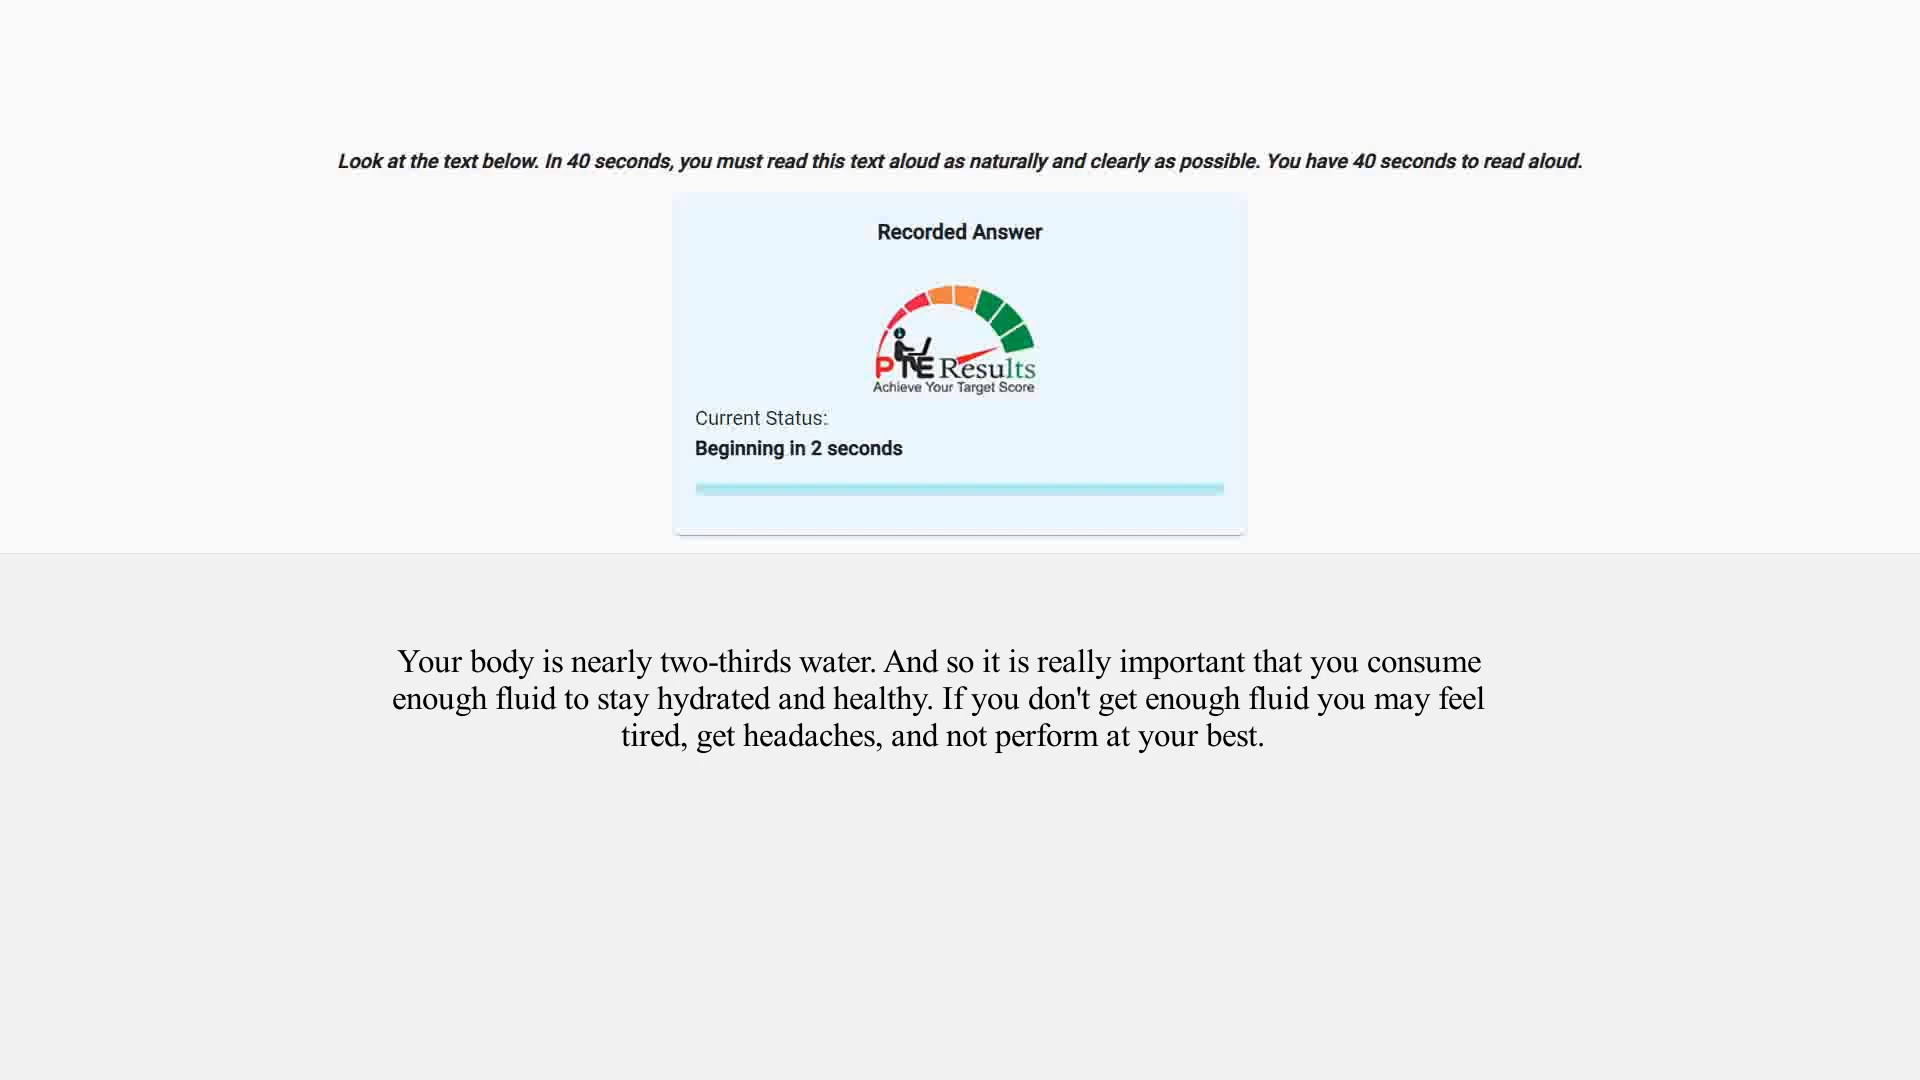 Look at the text below. In 40 seconds, you must read this text aloud as naturally and clearly as possible. You have 40 seconds to read aloud.
Recorded Answer
PTE Results
Achieve Your Target Score
Current Status:
Beginning in 2 seconds
Your body is nearly two-thirds water. And so it is really important that you consume
enough fluid to stay hydrated and healthy. If you don't get enough fluid you may feel
tired, get headaches, and not perform at your best.